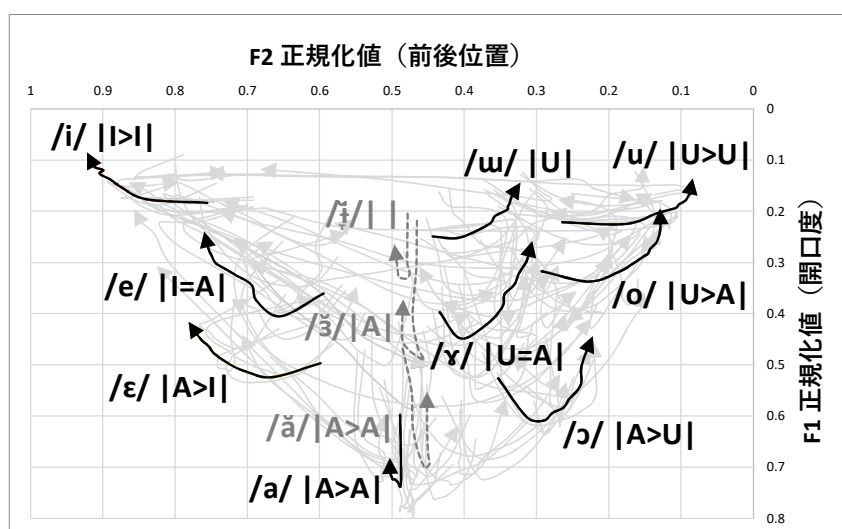 F2 正規化値（前後位置）
1 0.9 0.8 0.7 0.6 0.5 0.4 0.3 0.2 0.1 0
0
0.1
0.2
0.3
0.4
0.5
0.6
0.7
0.8
F1 正規化値（開口度）
/i/ |I>I|
/ɯ/ |U|
/u/ |U>U|
/e/ |I=A|
/o/ |U>A|
/ɜ̆/|A|
/ɤ/ |U=A|
/ɛ/ |A>I|
/ă/|A>A|
/ɔ/ |A>U|
/a/ |A>A|